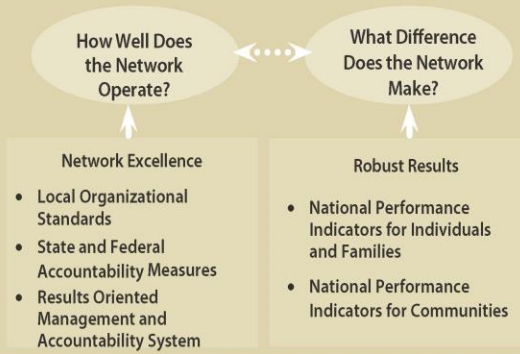 How Well Does
the Network
Operate?
What Difference
Does the Network
Make?
Network Excellence
• Local Organizational
Standards
• State and Federal
Accountability Measures
• Results Oriented
Management and
Accountability System
Robust Results
• National Performance
Indicators for Individuals
and Families
• National Performance
Indicators for Communities